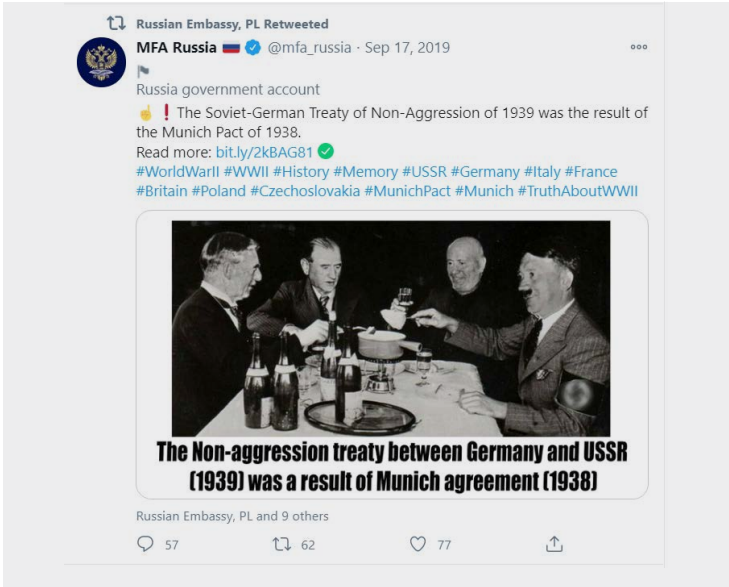 Russian Embassy, PL Retweeted
MFA Russia 🇷🇺 @mfa_russia · Sep 17, 2019
Russia government account
☝️❗ The Soviet-German Treaty of Non-Aggression of 1939 was the result of
the Munich Pact of 1938.
Read more: bit.ly/2kBAG81 ✅
#WorldWarII #WWII #History #Memory #USSR #Germany #Italy #France
#Britain #Poland #Czechoslovakia #MunichPact #Munich #TruthAboutWWII
The Non-aggression treaty between Germany and USSR
(1939) was a result of Munich agreement (1938)
Russian Embassy, PL and 9 others
57 62 77